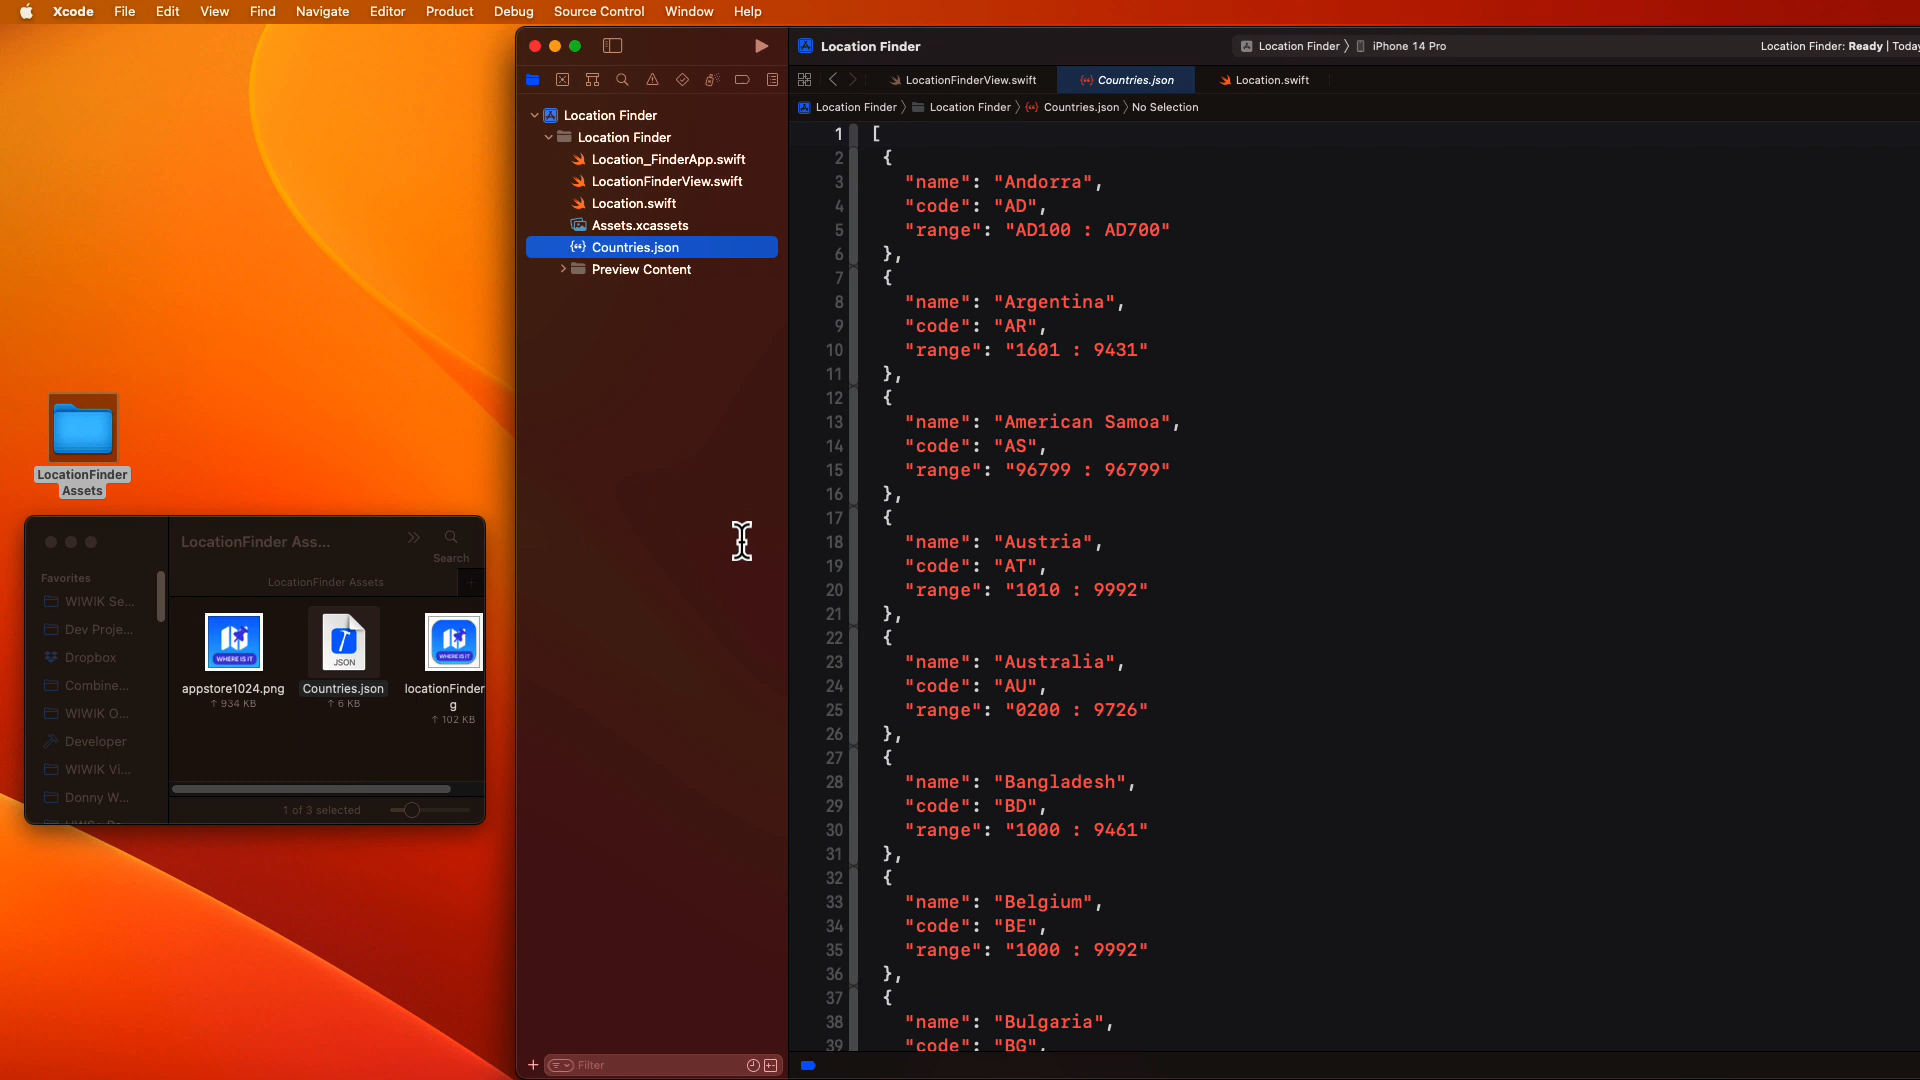 Xcode File Edit View Find Navigate Editor Product Debug Source Control Window Help
Location Finder
Location Finder 〉 iPhone 14 Pro
Location Finder: Ready | Today
LocationFinderView.swift
Countries.json
Location.swift
Location Finder 〉 Location Finder 〉 Countries.json 〉 No Selection
Location Finder
Location Finder
Location_FinderApp.swift
LocationFinderView.swift
Location.swift
Assets.xcassets
Countries.json
Preview Content
Filter
1 [
2 {
3 "name": "Andorra",
4 "code": "AD",
5 "range": "AD100 : AD700"
6 },
7 {
8 "name": "Argentina",
9 "code": "AR",
10 "range": "1601 : 9431"
11 },
12 {
13 "name": "American Samoa",
14 "code": "AS",
15 "range": "96799 : 96799"
16 },
17 {
18 "name": "Austria",
19 "code": "AT",
20 "range": "1010 : 9992"
21 },
22 {
23 "name": "Australia",
24 "code": "AU",
25 "range": "0200 : 9726"
26 },
27 {
28 "name": "Bangladesh",
29 "code": "BD",
30 "range": "1000 : 9461"
31 },
32 {
33 "name": "Belgium",
34 "code": "BE",
35 "range": "1000 : 9992"
36 },
37 {
38 "name": "Bulgaria",
39 "code": "BG",
LocationFinder
Assets
LocationFinder Ass...
Search
LocationFinder Assets
Favorites
WIWIK Se...
Dev Proje...
Dropbox
Combine...
WIWIK O...
Developer
WIWIK Vi...
Donny W...
WHERE IS IT
JSON
WHERE IS IT
appstore1024.png
↑ 934 KB
Countries.json
↑ 6 KB
locationFinder
g
↑ 102 KB
1 of 3 selected